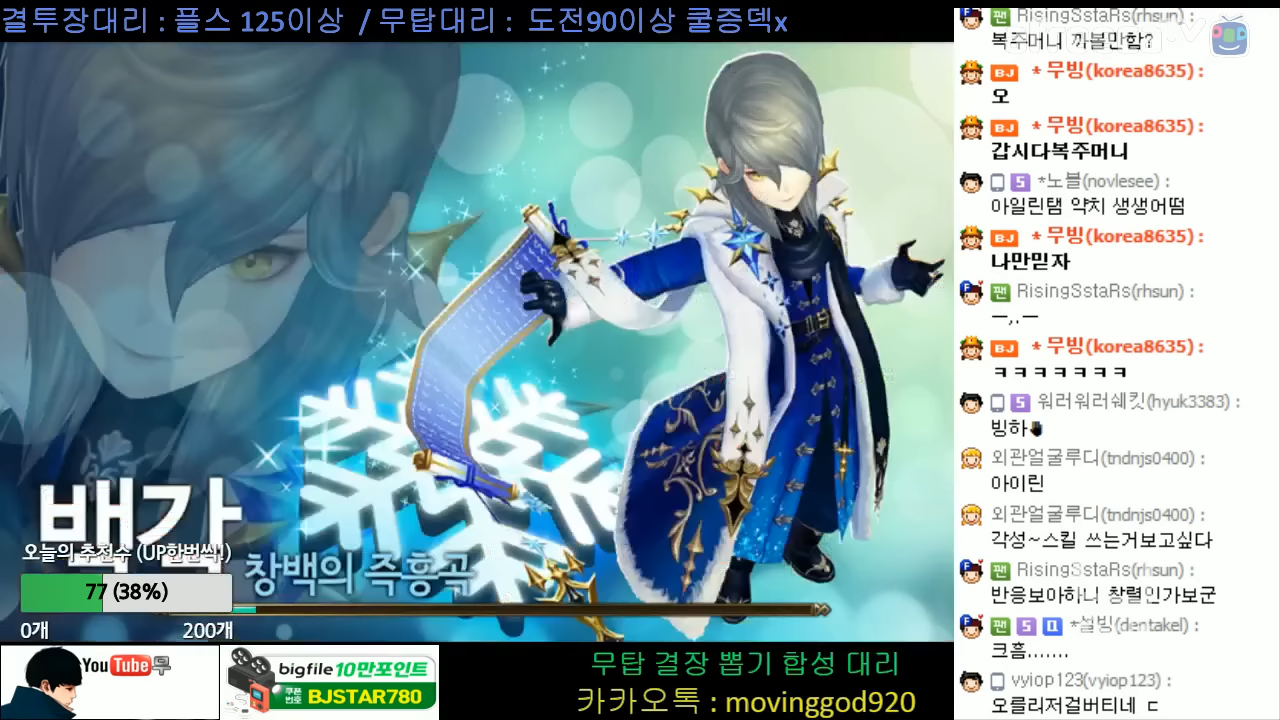 결투장대리 : 플스 125이상 / 무탑대리 : 도전90이상 쿨증덱x
백각
창백의 즉흥곡
오늘의 추천수 (UP한번씩!)
77 (38%)
0개
200개
YouTube
bigfile 10만포인트
쿠폰번호 BJSTAR780
무탑 결장 뽑기 합성 대리
카카오톡 : movinggod920
팬 RisingSstaRs(rhsun) :
복주머니 까볼만함?
BJ * 무빙(korea8635) :
오
BJ * 무빙(korea8635) :
갑시다복주머니
S *노블(novlesee) :
아일린탬 약치 생생어떰
BJ * 무빙(korea8635) :
나만믿자
팬 RisingSstaRs(rhsun) :
ㅡ,.ㅡ
BJ * 무빙(korea8635) :
ㅋㅋㅋㅋㅋㅋㅋ
S 워러워러쉐킷(hyuk3383) :
빙하
외관얼굴루디(tndnjs0400) :
아이린
외관얼굴루디(tndnjs0400) :
각성~스킬 쓰는거보고싶다
팬 RisingSstaRs(rhsun) :
반응보아하니 창렬인가보군
팬 S *설빙(dentakel) :
크흠.......
vyiop123(vyiop123) :
오를리저걸버티네 ㄷ